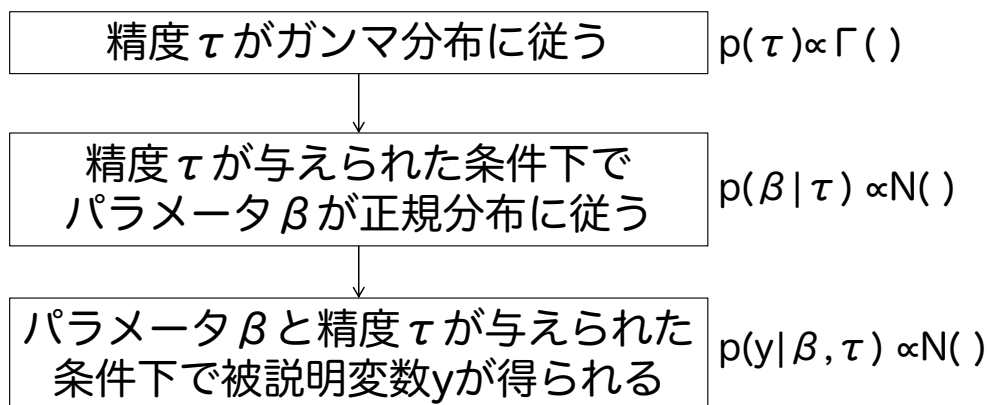 精度τがガンマ分布に従う
p(τ)∝Γ()
精度τが与えられた条件下で
パラメータβが正規分布に従う
p(β|τ) ∝N()
パラメータβと精度τが与えられた
条件下で被説明変数yが得られる
p(y|β,τ) ∝N()